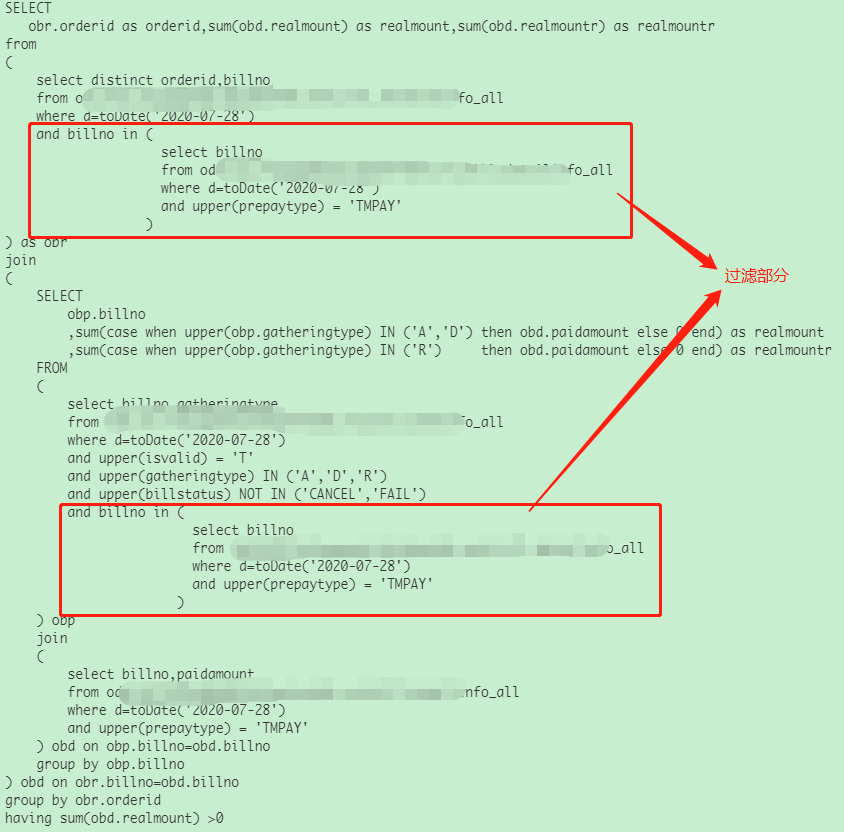 SELECT
obr.orderid as orderid,sum(obd.realmount) as realmount,sum(obd.realmountr) as realmountr
from
(
select distinct orderid,billno
from o fo_all
where d=toDate('2020-07-28')
and billno in (
select billno
from od fo_all
where d=toDate('2020-07-28')
and upper(prepaytype) = 'TMPAY'
)
) as obr
join
(
过滤部分
SELECT
obp.billno
,sum(case when upper(obp.gatheringtype) IN ('A','D') then obd.paidamount else 0 end) as realmount
,sum(case when upper(obp.gatheringtype) IN ('R') then obd.paidamount else 0 end) as realmountr
FROM
(
select billno,gatheringtype
from fo_all
where d=toDate('2020-07-28')
and upper(isvalid) = 'T'
and upper(gatheringtype) IN ('A','D','R')
and upper(billstatus) NOT IN ('CANCEL','FAIL')
and billno in (
select billno
from o_all
where d=toDate('2020-07-28')
and upper(prepaytype) = 'TMPAY'
)
) obp
join
(
select billno,paidamount
from od nfo_all
where d=toDate('2020-07-28')
and upper(prepaytype) = 'TMPAY'
) obd on obp.billno=obd.billno
group by obp.billno
) obd on obr.billno=obd.billno
group by obr.orderid
having sum(obd.realmount) >0